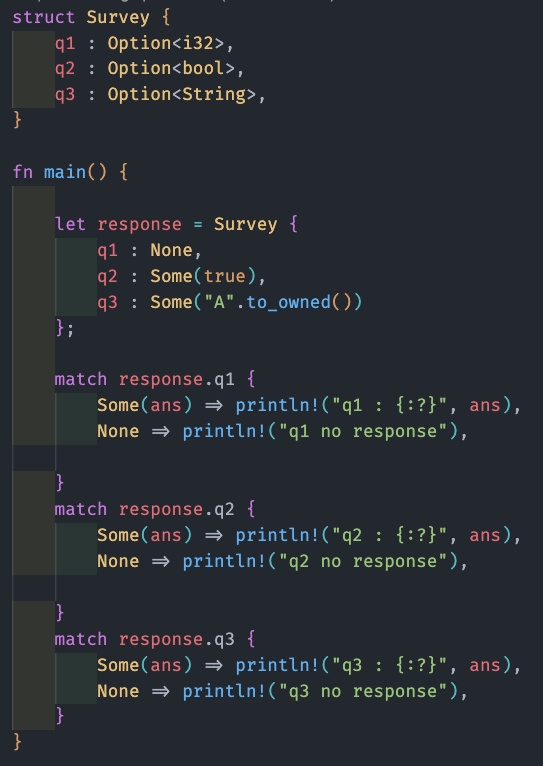 struct Survey {
    q1 : Option<i32>,
    q2 : Option<bool>,
    q3 : Option<String>,
}
fn main() {
    let response = Survey {
        q1 : None,
        q2 : Some(true),
        q3 : Some("A".to_owned())
    };
    match response.q1 {
        Some(ans) => println!("q1 : {:?}", ans),
        None => println!("q1 no response"),
    }
    match response.q2 {
        Some(ans) => println!("q2 : {:?}", ans),
        None => println!("q2 no response"),
    }
    match response.q3 {
        Some(ans) => println!("q3 : {:?}", ans),
        None => println!("q3 no response"),
    }
}